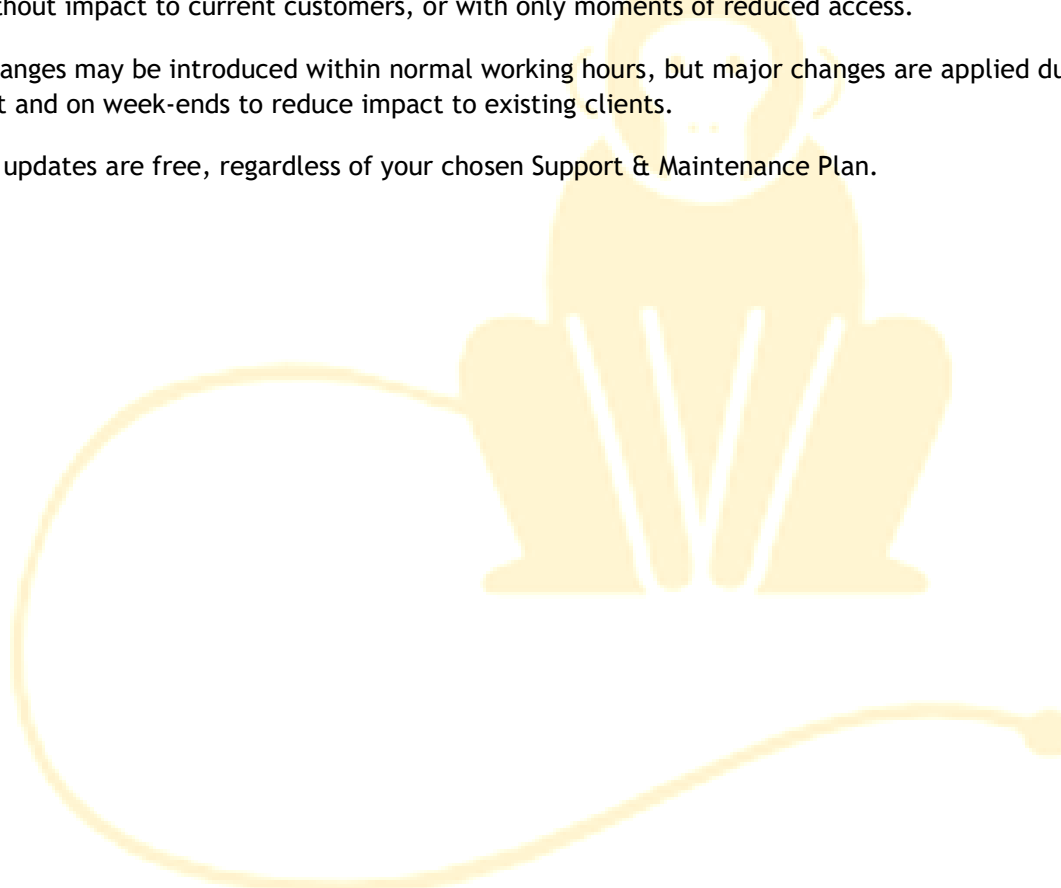 thout impact to current customers, or with only moments of reduced access.
anges may be introduced within normal working hours, but major changes are applied du
t and on week-ends to reduce impact to existing clients.
updates are free, regardless of your chosen Support & Maintenance Plan.